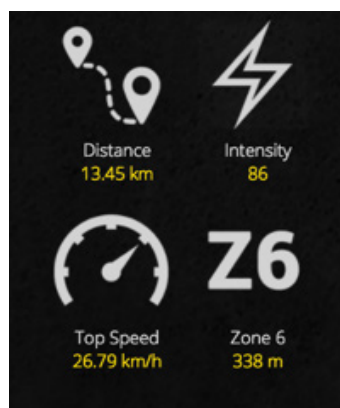 Distance
13.45 km
Intensity
86
Z6
Top Speed
26.79 km/h
Zone 6
338 m